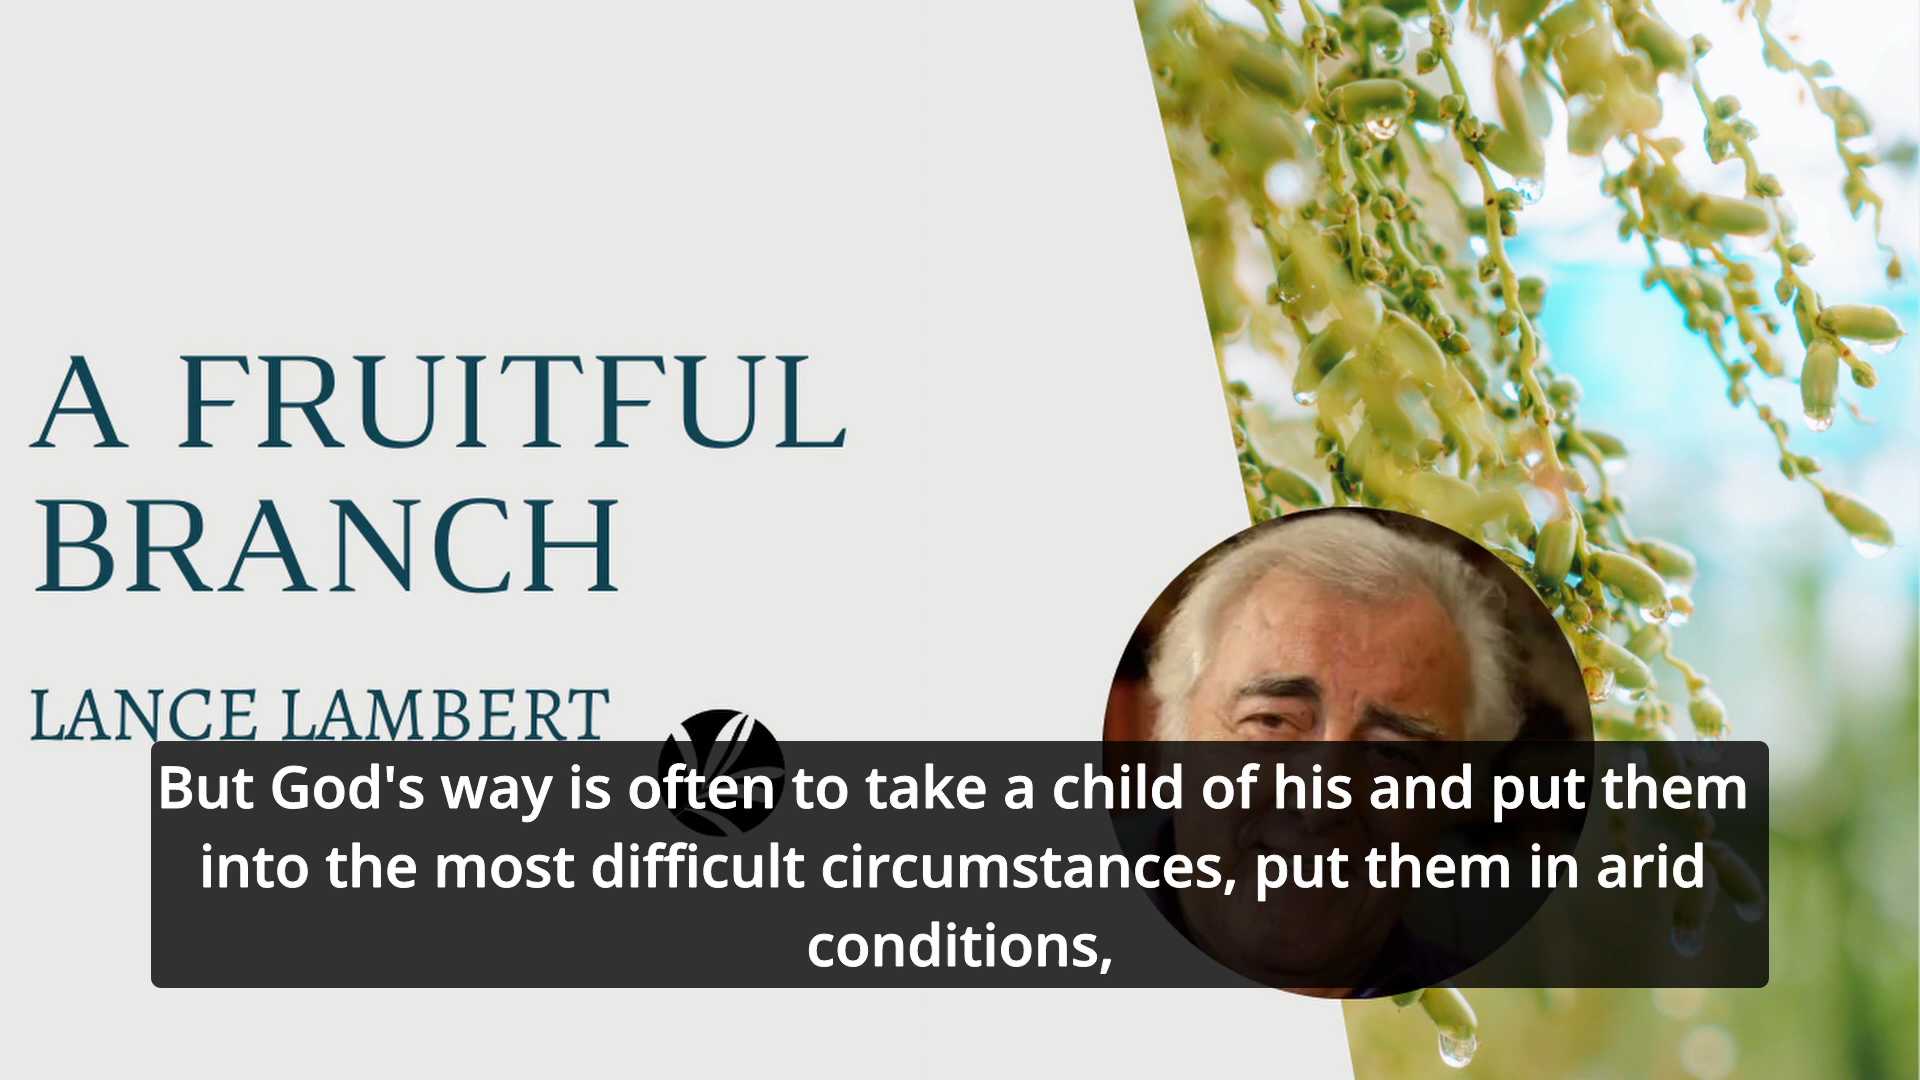 A FRUITFUL
BRANCH
LANCE LAMBERT
But God's way is often to take a child of his and put them
into the most difficult circumstances, put them in arid
conditions,